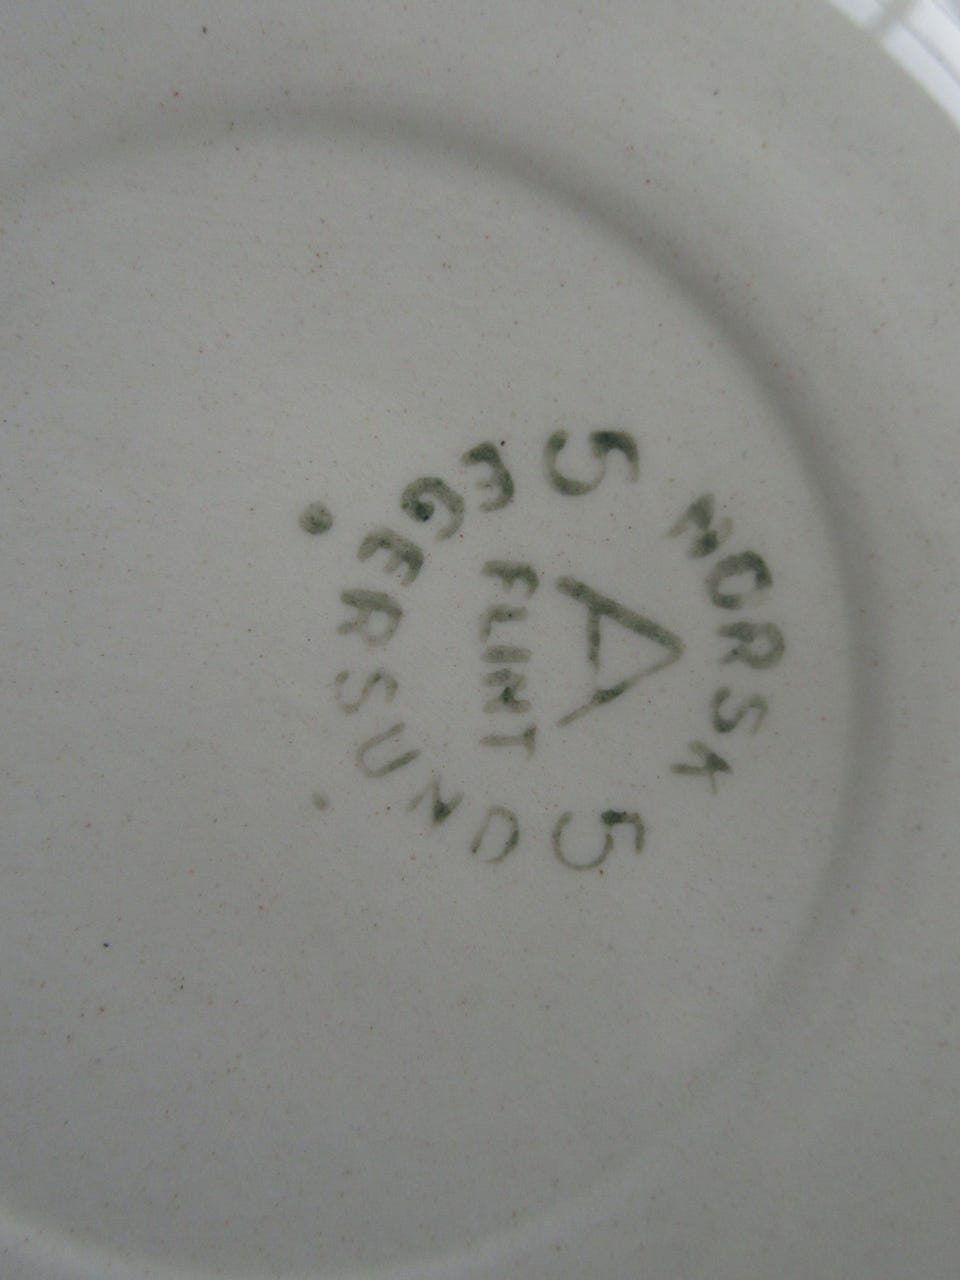 NORSK
5 5
A
FLINT
EGERSUND